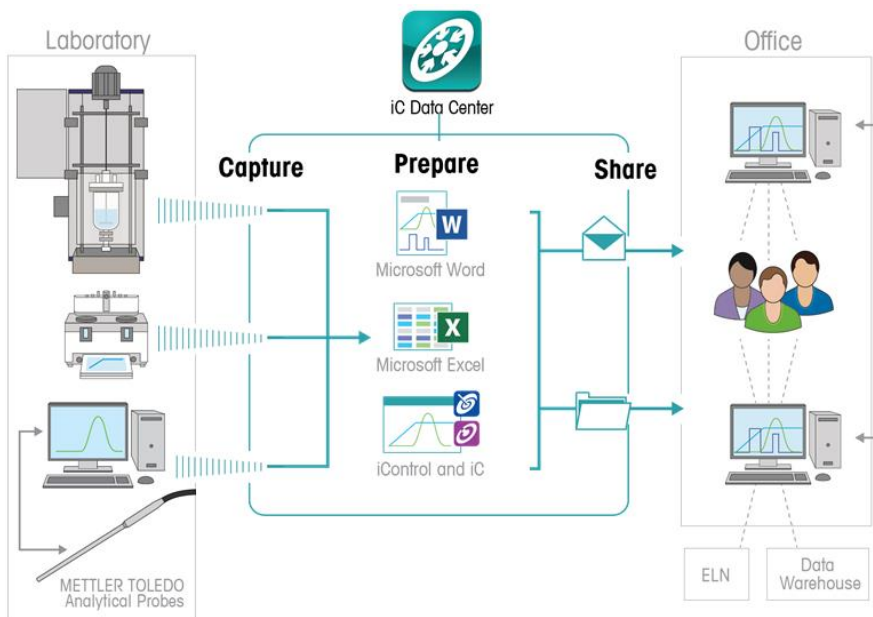 Laboratory
Office
iC Data Center
Capture
Prepare
Share
W
Microsoft Word
X
Microsoft Excel
iControl and iC
METTLER TOLEDO
Analytical Probes
ELN
Data
Warehouse